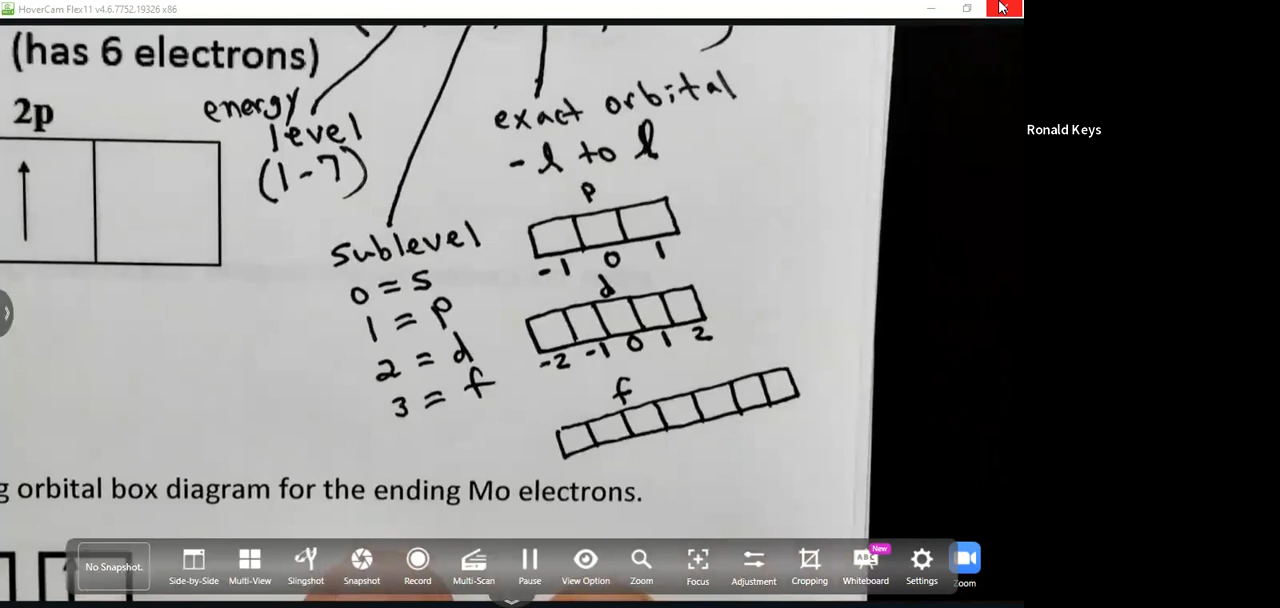 HoverCam Flex11 v4.6.7752.19326 x86
(has 6 electrons)
2p
energy
level
(1-7)
exact orbital
-l to l
sublevel
0 = s
1 = p
2 = d
3 = f
p
-1 0 1
d
-2 -1 0 1 2
f
g orbital box diagram for the ending Mo electrons.
Ronald Keys
No Snapshot.
Side-by-Side
Multi-View
Slingshot
Snapshot
Record
Multi-Scan
Pause
View Option
Zoom
Focus
Adjustment
Cropping
ABC
New
Whiteboard
Settings
Zoom